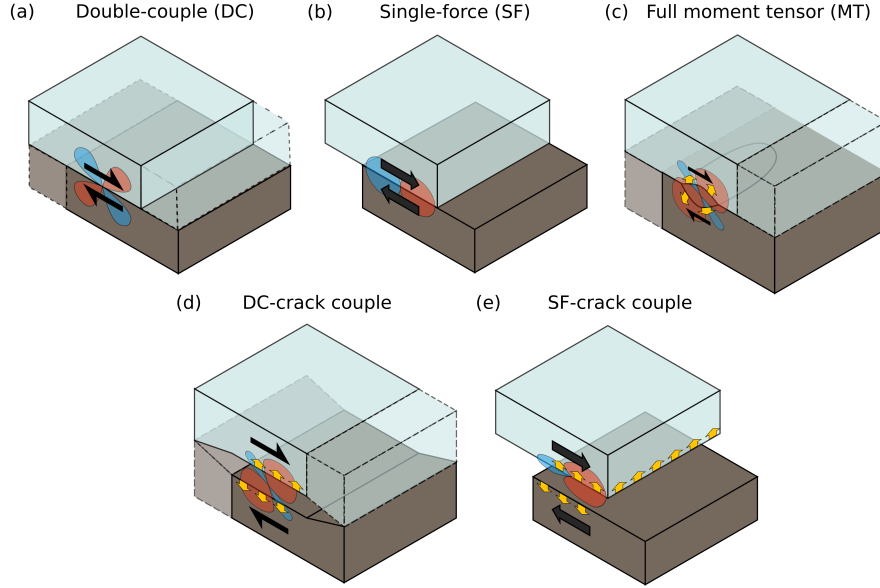 (a) Double-couple (DC)
(b) Single-force (SF)
(c) Full moment tensor (MT)
(d) DC-crack couple
(e) SF-crack couple